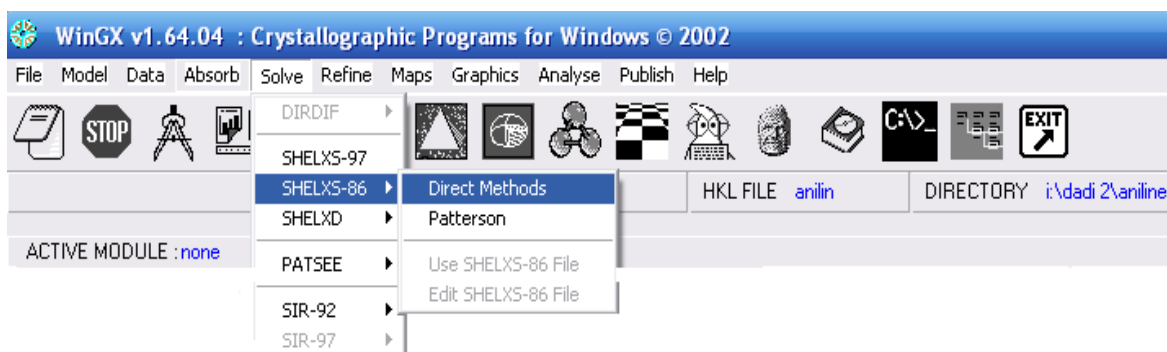 WinGX v1.64.04 : Crystallographic Programs for Windows © 2002
File Model Data Absorb Solve Refine Maps Graphics Analyse Publish Help
STOP C:\>_ EXIT
DIRDIF
SHELXS-97
SHELXS-86 Direct Methods HKL FILE anilin DIRECTORY i:\dadi 2\aniline
SHELXD Patterson
ACTIVE MODULE : none
PATSEE Use SHELXS-86 File
Edit SHELXS-86 File
SIR-92
SIR-97